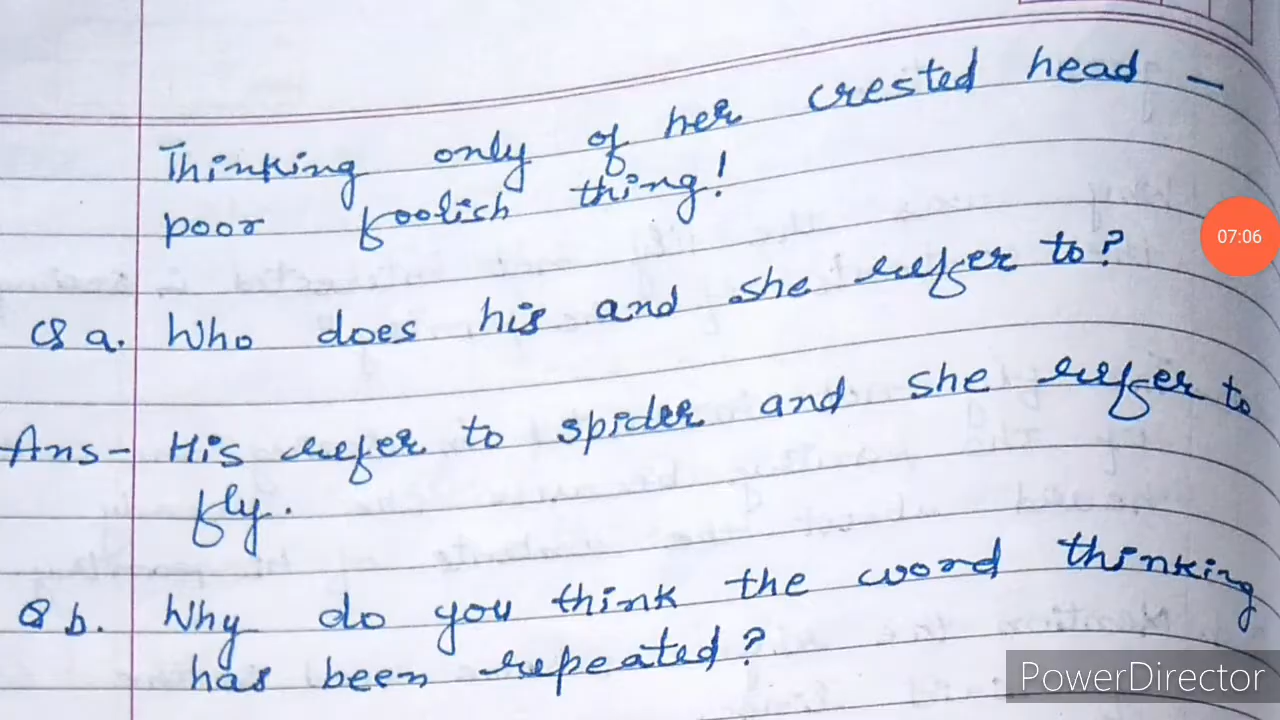 Thinking only of her crested head -
poor foolish thing!
07:06
Q a. Who does his and she refer to?
Ans - His refer to spider and she refer to
fly.
Q b. Why do you think the word thinking
has been repeated?
PowerDirector